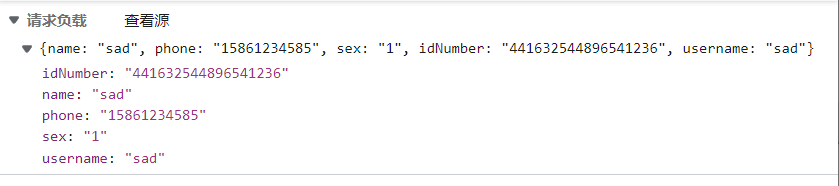 请求负载 查看源
{name: "sad", phone: "15861234585", sex: "1", idNumber: "441632544896541236", username: "sad"}
idNumber: "441632544896541236"
name: "sad"
phone: "15861234585"
sex: "1"
username: "sad"